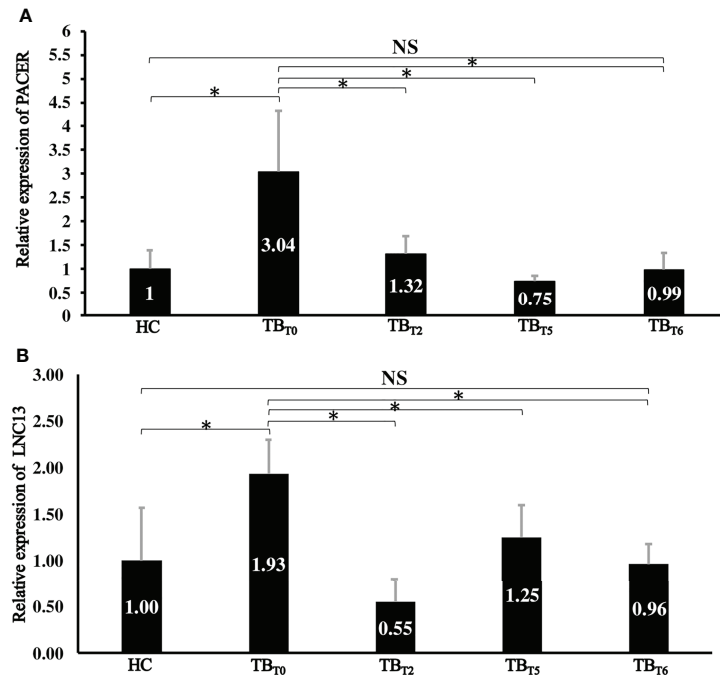 A
NS
*
*
*
*
Relative expression of PACER
6
5.5
5
4.5
4
3.5
3
2.5
2
1.5
1
0.5
0
1
3.04
1.32
0.75
0.99
HC
TBT0
TBT2
TBT5
TBT6
B
NS
*
*
*
*
Relative expression of LNC13
3.00
2.50
2.00
1.50
1.00
0.50
0.00
1.00
1.93
0.55
1.25
0.96
HC
TBT0
TBT2
TBT5
TBT6